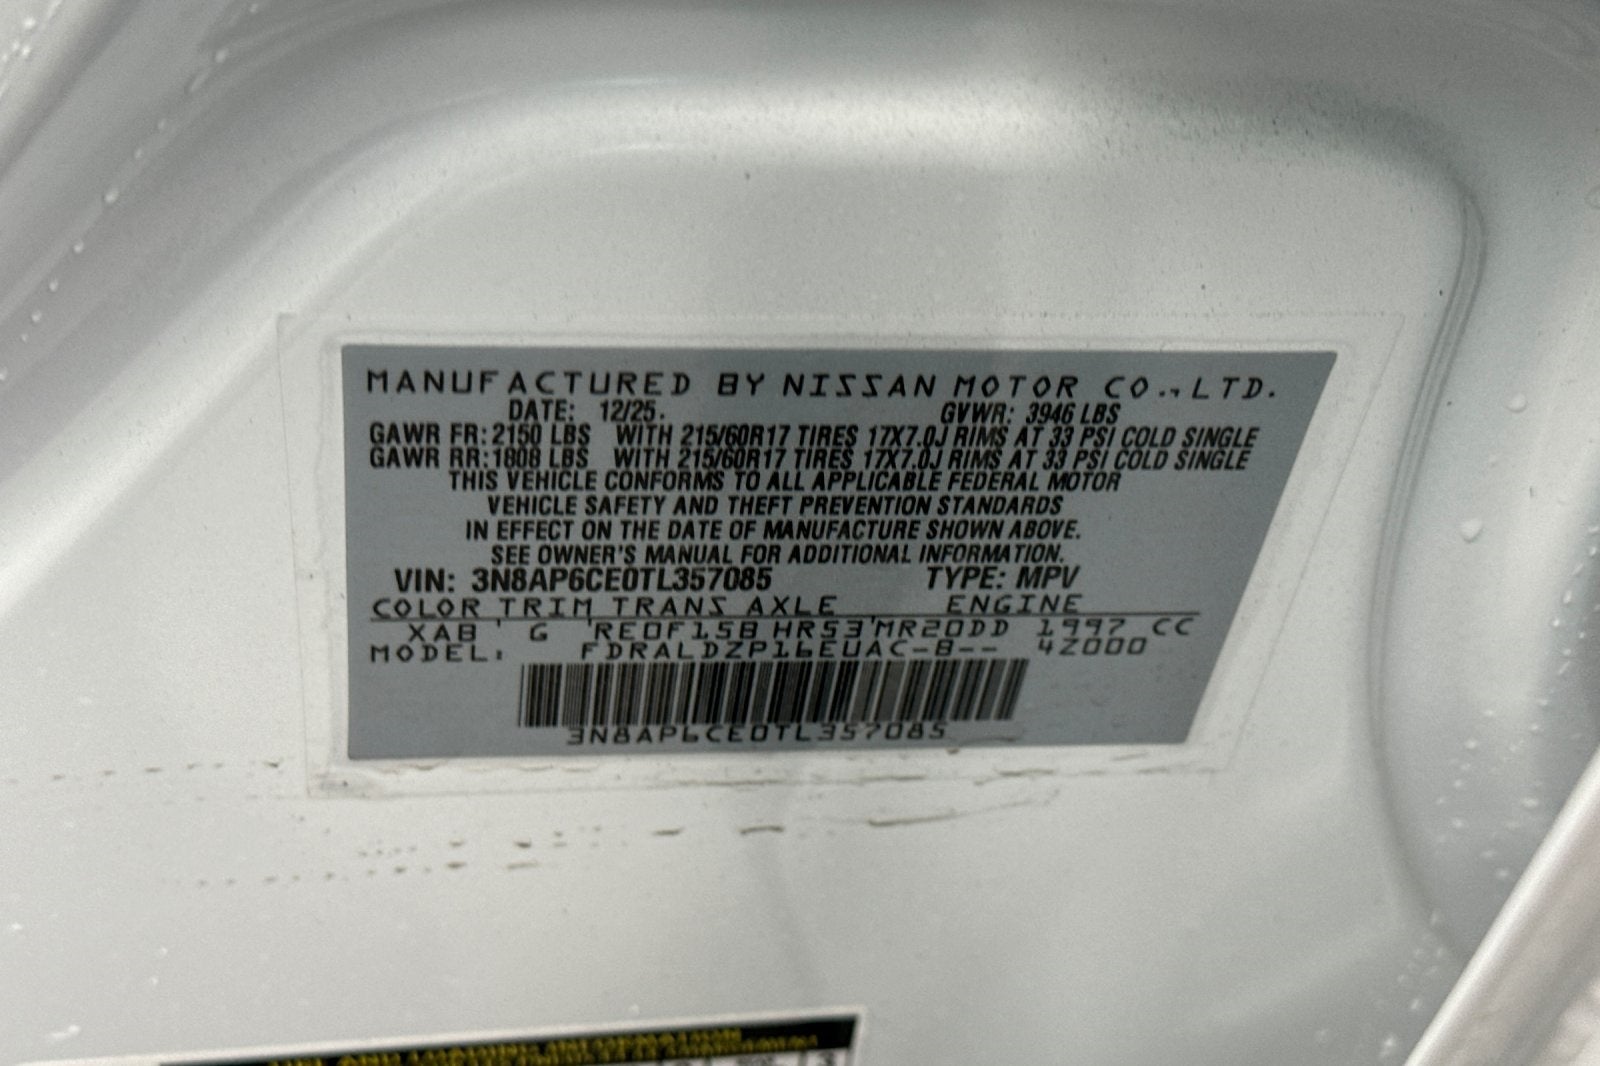 MANUFACTURED BY NISSAN MOTOR CO., LTD.
DATE: 12/25. GVWR: 3946 LBS
GAWR FR: 2150 LBS WITH 215/60R17 TIRES 17X7.0J RIMS AT 33 PSI COLD SINGLE
GAWR RR: 1808 LBS WITH 215/60R17 TIRES 17X7.0J RIMS AT 33 PSI COLD SINGLE
THIS VEHICLE CONFORMS TO ALL APPLICABLE FEDERAL MOTOR
VEHICLE SAFETY AND THEFT PREVENTION STANDARDS
IN EFFECT ON THE DATE OF MANUFACTURE SHOWN ABOVE.
SEE OWNER'S MANUAL FOR ADDITIONAL INFORMATION.
VIN: 3N8AP6CE0TL357085 TYPE: MPV
COLOR TRIM TRANS AXLE ENGINE
XAB ' G 'RE0F15B HR53'MR20DD 1997 CC
MODEL: FDRALDZP16EUAC-B-- 4Z000
3N8AP6CE0TL357085